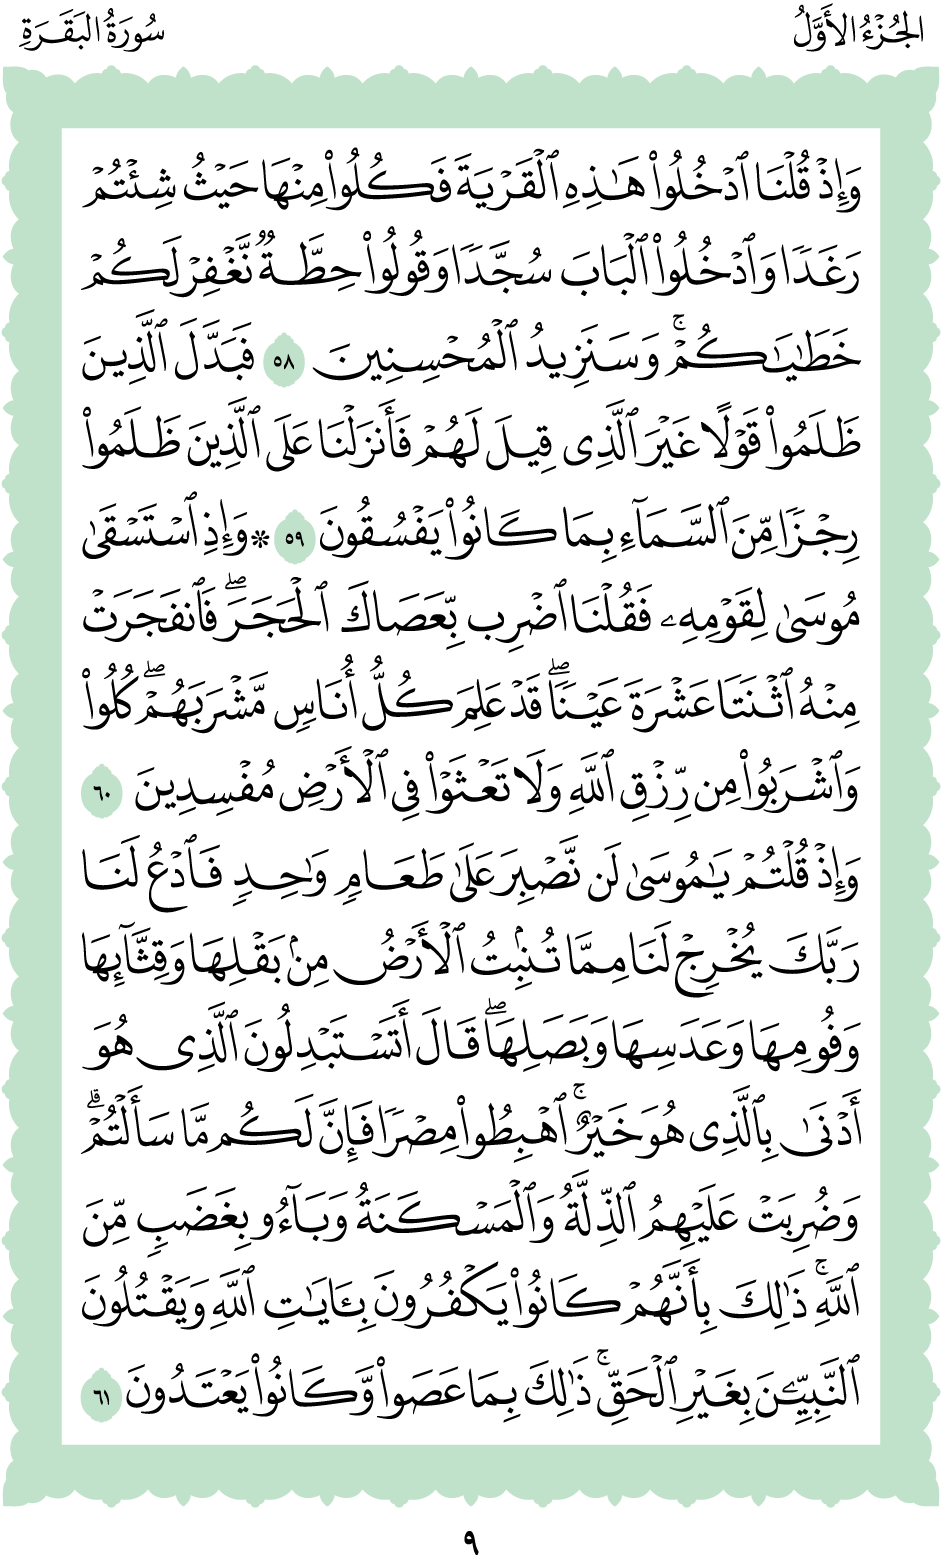 الجُزْءُ الأَوَّلُ
سُورَةُ البَقَرَةِ
وَإِذۡ قُلۡنَا ٱدۡخُلُواْ هَٰذِهِ ٱلۡقَرۡيَةَ فَكُلُواْ مِنۡهَا حَيۡثُ شِئۡتُمۡ
رَغَدٗا وَٱدۡخُلُواْ ٱلۡبَابَ سُجَّدٗا وَقُولُواْ حِطَّةٞ نَّغۡفِرۡ لَكُمۡ
خَطَٰيَٰكُمۡۚ وَسَنَزِيدُ ٱلۡمُحۡسِنِينَ ٥٨ فَبَدَّلَ ٱلَّذِينَ
ظَلَمُواْ قَوۡلًا غَيۡرَ ٱلَّذِي قِيلَ لَهُمۡ فَأَنزَلۡنَا عَلَى ٱلَّذِينَ ظَلَمُواْ
رِجۡزٗا مِّنَ ٱلسَّمَآءِ بِمَا كَانُواْ يَفۡسُقُونَ ٥٩ * وَإِذِ ٱسۡتَسۡقَىٰ
مُوسَىٰ لِقَوۡمِهِۦ فَقُلۡنَا ٱضۡرِب بِّعَصَاكَ ٱلۡحَجَرَۖ فَٱنفَجَرَتۡ
مِنۡهُ ٱثۡنَتَا عَشۡرَةَ عَيۡنٗاۖ قَدۡ عَلِمَ كُلُّ أُنَاسٖ مَّشۡرَبَهُمۡۖ كُلُواْ
وَٱشۡرَبُواْ مِن رِّزۡقِ ٱللَّهِ وَلَا تَعۡثَوۡاْ فِي ٱلۡأَرۡضِ مُفۡسِدِينَ ٦٠
وَإِذۡ قُلۡتُمۡ يَٰمُوسَىٰ لَن نَّصۡبِرَ عَلَىٰ طَعَامٖ وَٰحِدٖ فَٱدۡعُ لَنَا
رَبَّكَ يُخۡرِجۡ لَنَا مِمَّا تُنۢبِتُ ٱلۡأَرۡضُ مِنۢ بَقۡلِهَا وَقِثَّآئِهَا
وَفُومِهَا وَعَدَسِهَا وَبَصَلِهَاۖ قَالَ أَتَسۡتَبۡدِلُونَ ٱلَّذِي هُوَ
أَدۡنَىٰ بِٱلَّذِي هُوَ خَيۡرٌۚ ٱهۡبِطُواْ مِصۡرٗا فَإِنَّ لَكُم مَّا سَأَلۡتُمۡۗ
وَضُرِبَتۡ عَلَيۡهِمُ ٱلذِّلَّةُ وَٱلۡمَسۡكَنَةُ وَبَآءُو بِغَضَبٖ مِّنَ
ٱللَّهِۚ ذَٰلِكَ بِأَنَّهُمۡ كَانُواْ يَكۡفُرُونَ بِـَٔايَٰتِ ٱللَّهِ وَيَقۡتُلُونَ
ٱلنَّبِيِّـۧنَ بِغَيۡرِ ٱلۡحَقِّۚ ذَٰلِكَ بِمَا عَصَواْ وَّكَانُواْ يَعۡتَدُونَ ٦١
٩